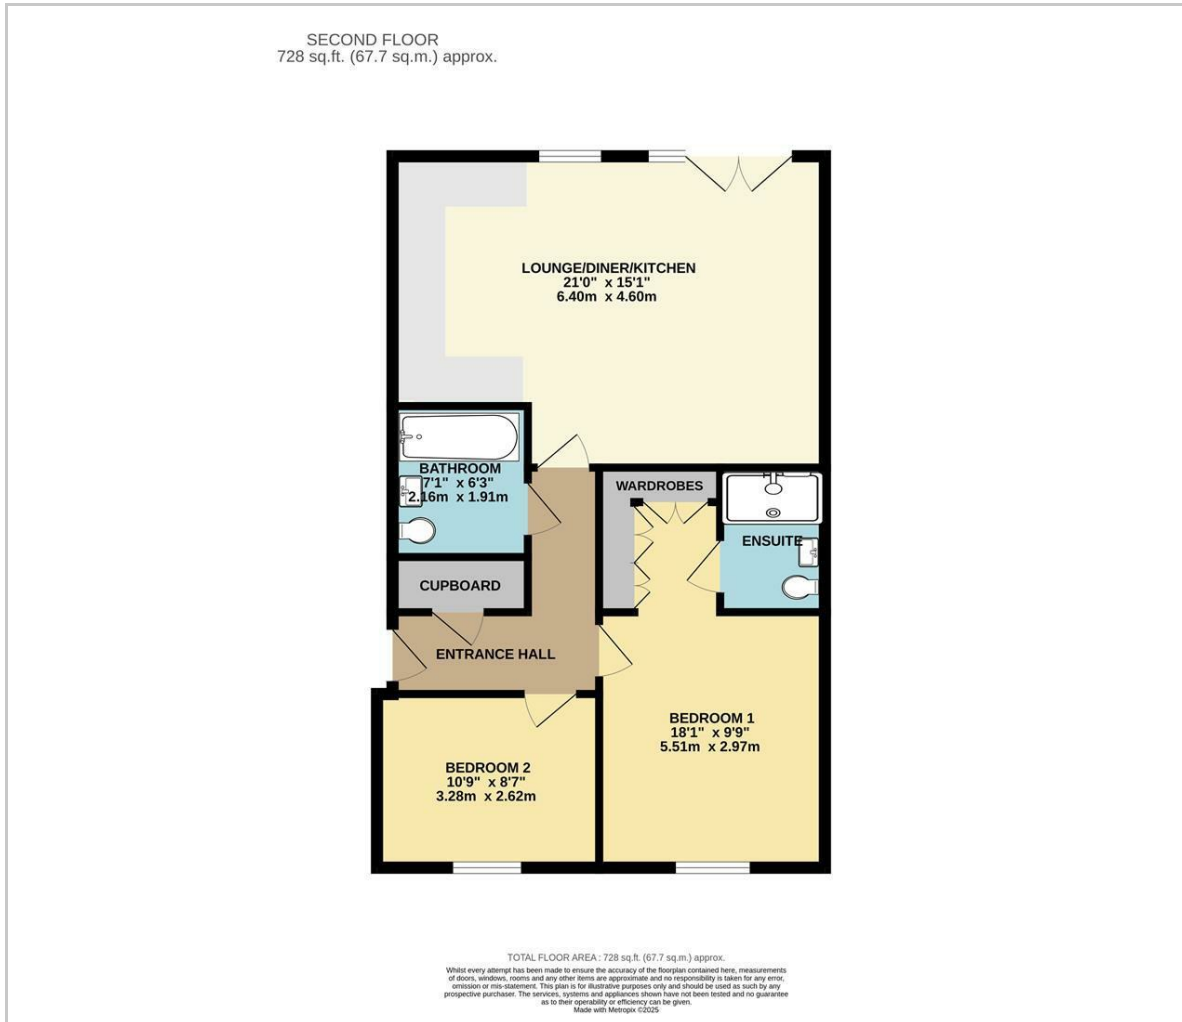 SECOND FLOOR
728 sq.ft. (67.7 sq.m.) approx.
LOUNGE/DINER/KITCHEN
21'0" x 15'1"
6.40m x 4.60m
BATHROOM
7'1" x 6'3"
2.16m x 1.91m
WARDROBES
ENSUITE
CUPBOARD
ENTRANCE HALL
BEDROOM 1
18'1" x 9'9"
5.51m x 2.97m
BEDROOM 2
10'9" x 8'7"
3.28m x 2.62m
TOTAL FLOOR AREA : 728 sq.ft. (67.7 sq.m.) approx.
Whilst every attempt has been made to ensure the accuracy of the floorplan contained here, measurements
of doors, windows, rooms and any other items are approximate and no responsibility is taken for any error,
omission or mis-statement. This plan is for illustrative purposes only and should be used as such by any
prospective purchaser. The services, systems and appliances shown have not been tested and no guarantee
as to their operability or efficiency can be given.
Made with Metropix ©2025